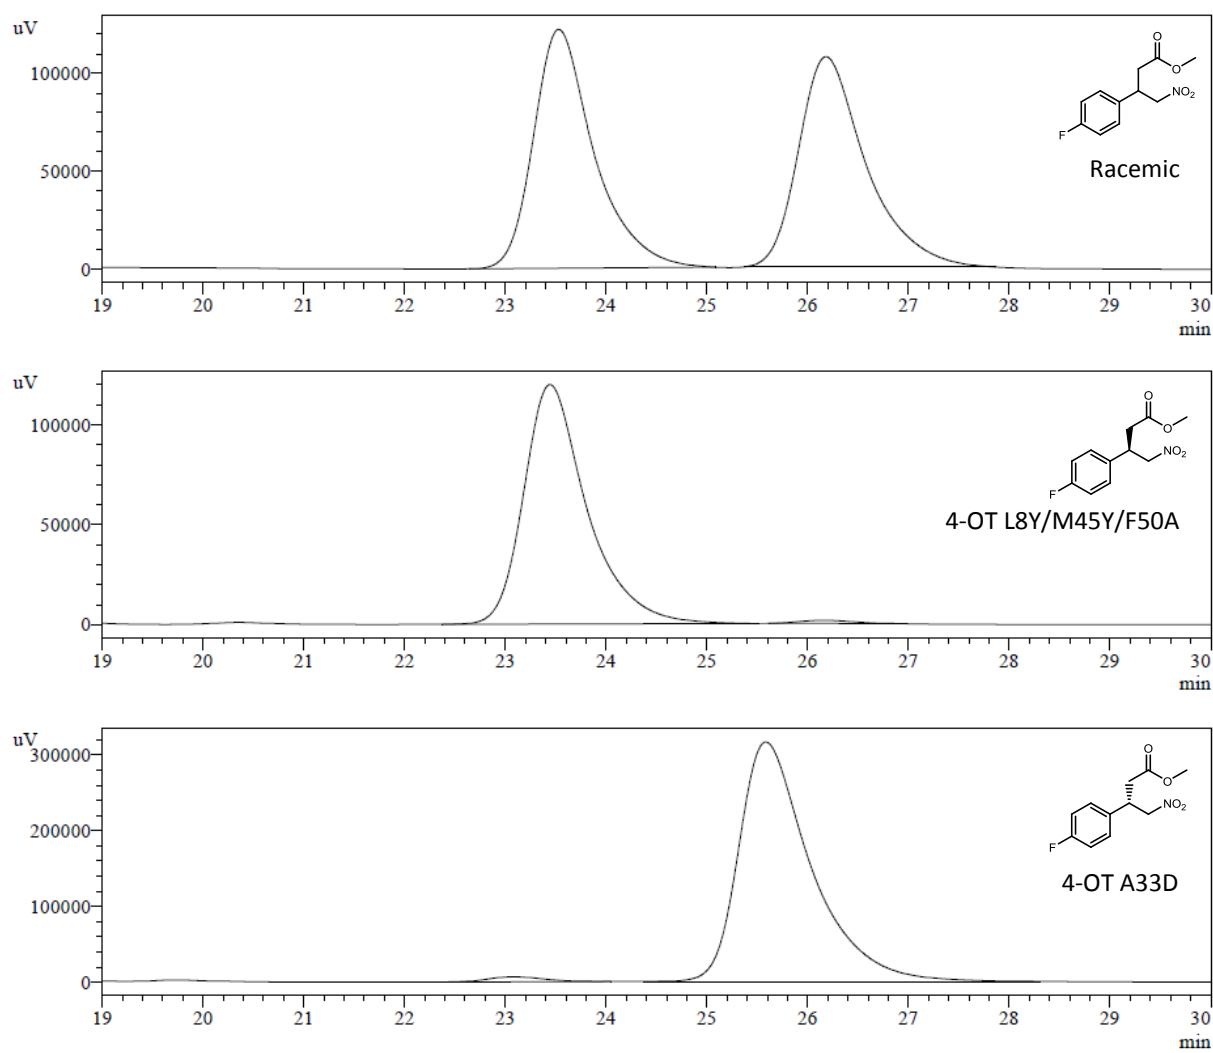 uV
100000
50000
0
19 20 21 22 23 24 25 26 27 28 29 30
min
O
O
NO2
F
Racemic
uV
100000
50000
0
19 20 21 22 23 24 25 26 27 28 29 30
min
O
O
NO2
F
4-OT L8Y/M45Y/F50A
uV
300000
200000
100000
0
19 20 21 22 23 24 25 26 27 28 29 30
min
O
O
NO2
F
4-OT A33D